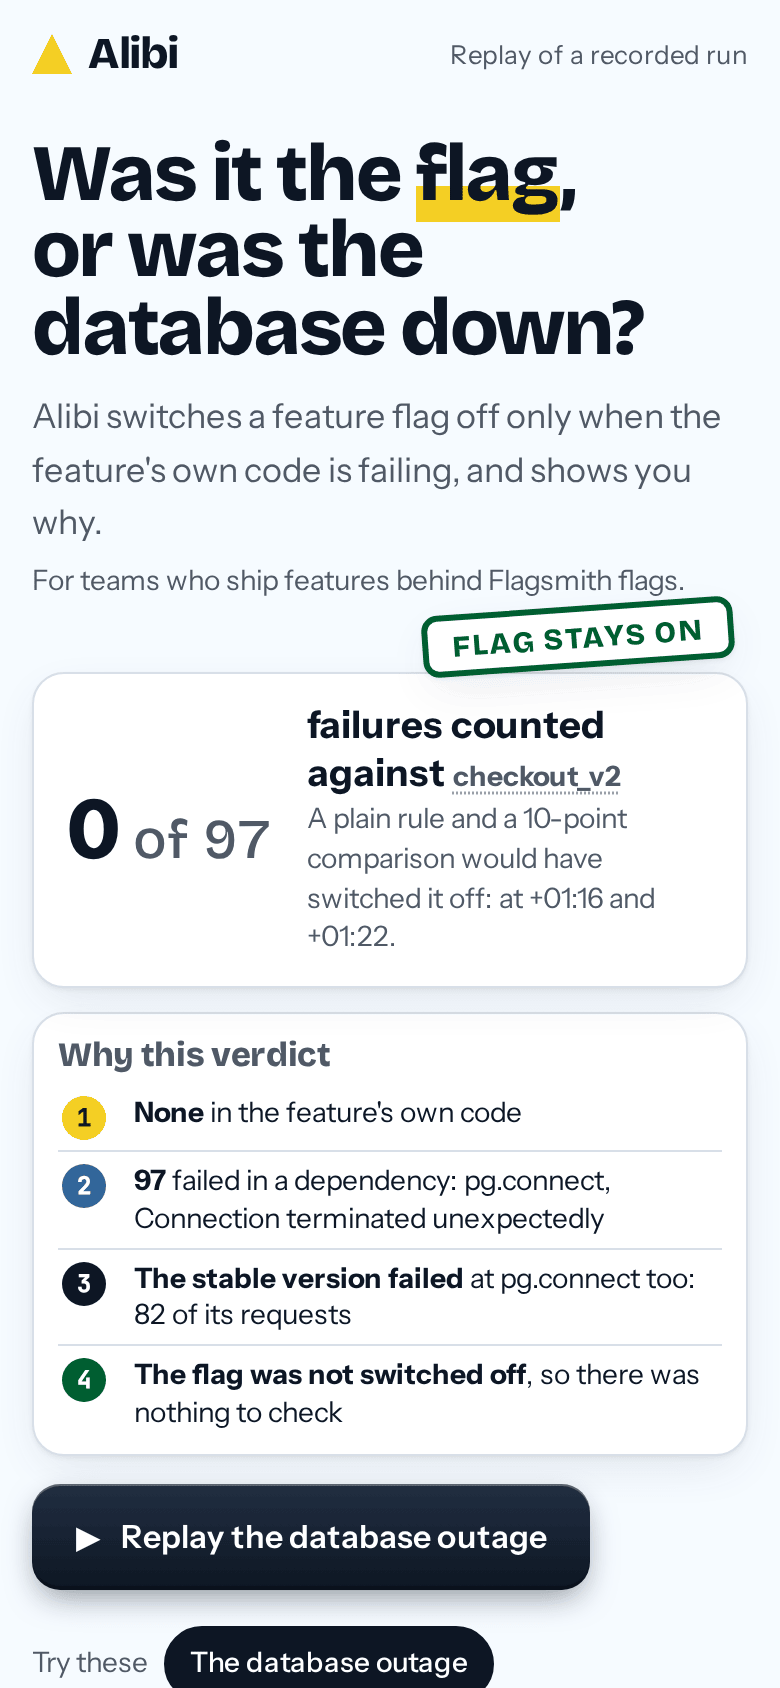 Alibi
Replay of a recorded run
Was it the flag,
or was the
database down?
Alibi switches a feature flag off only when the
feature's own code is failing, and shows you
why.
For teams who ship features behind Flagsmith flags.
FLAG STAYS ON
0 of 97
failures counted
against checkout_v2
A plain rule and a 10-point
comparison would have
switched it off: at +01:16 and
+01:22.
Why this verdict
1 None in the feature's own code
2 97 failed in a dependency: pg.connect,
Connection terminated unexpectedly
3 The stable version failed at pg.connect too:
82 of its requests
4 The flag was not switched off, so there was
nothing to check
▶ Replay the database outage
Try these
The database outage